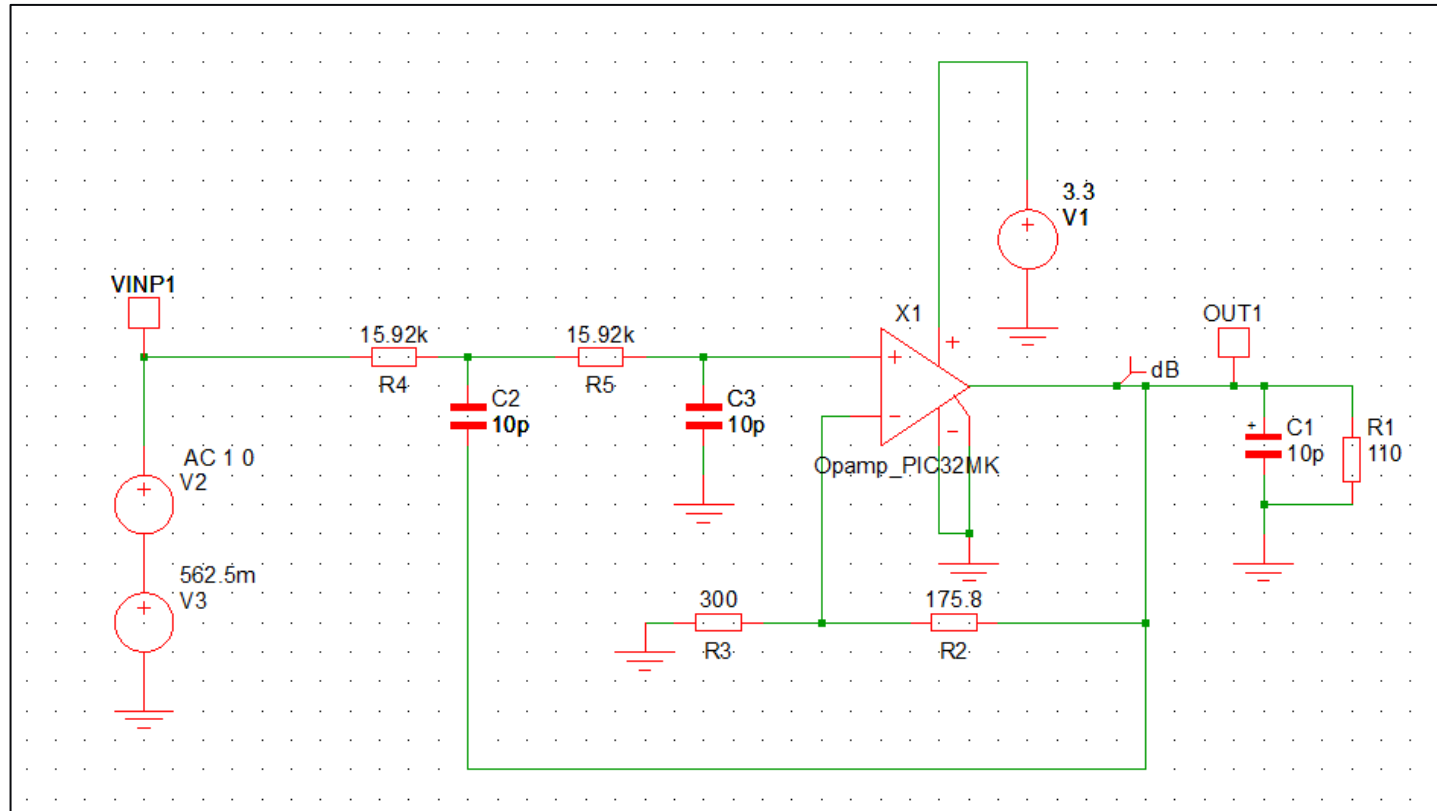 3.3
V1
VINP1
X1
OUT1
15.92k
R4
15.92k
R5
+
+
-
-
dB
C2
10p
C3
10p
Opamp_PIC32MK
+
C1
10p
R1
110
AC 1 0
V2
+
562.5m
V3
+
300
R3
175.8
R2
+